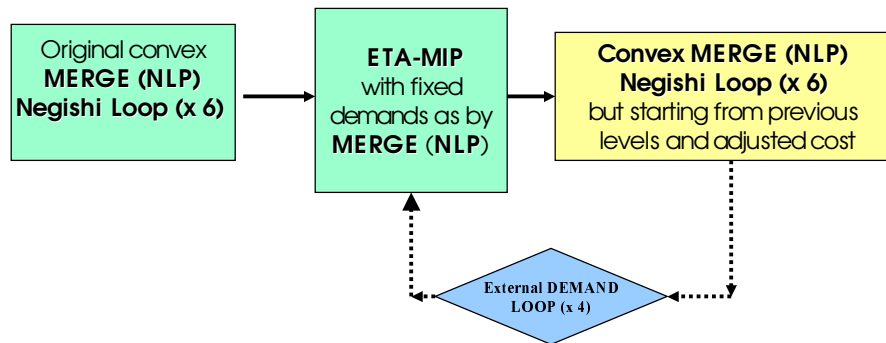 Original convex
MERGE (NLP)
Negishi Loop (x 6)
ETA-MIP
with fixed
demands as by
MERGE (NLP)
Convex MERGE (NLP)
Negishi Loop (x 6)
but starting from previous
levels and adjusted cost
External DEMAND
LOOP (x 4)